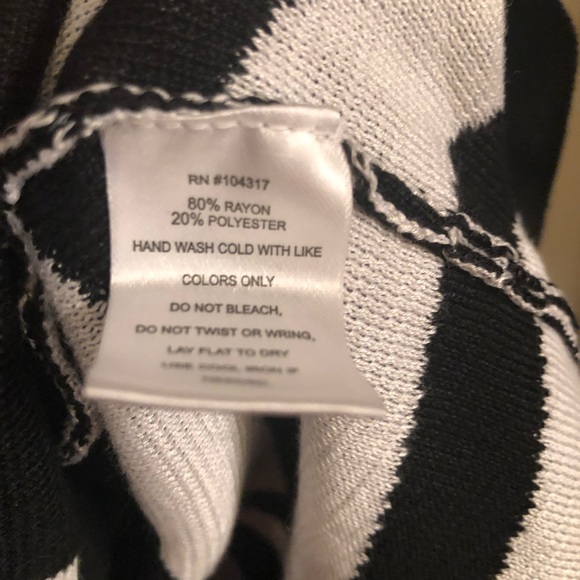 RN #104317
80% RAYON
20% POLYESTER
HAND WASH COLD WITH LIKE
COLORS ONLY
DO NOT BLEACH,
DO NOT TWIST OR WRING,
LAY FLAT TO DRY
USE COOL IRON IF